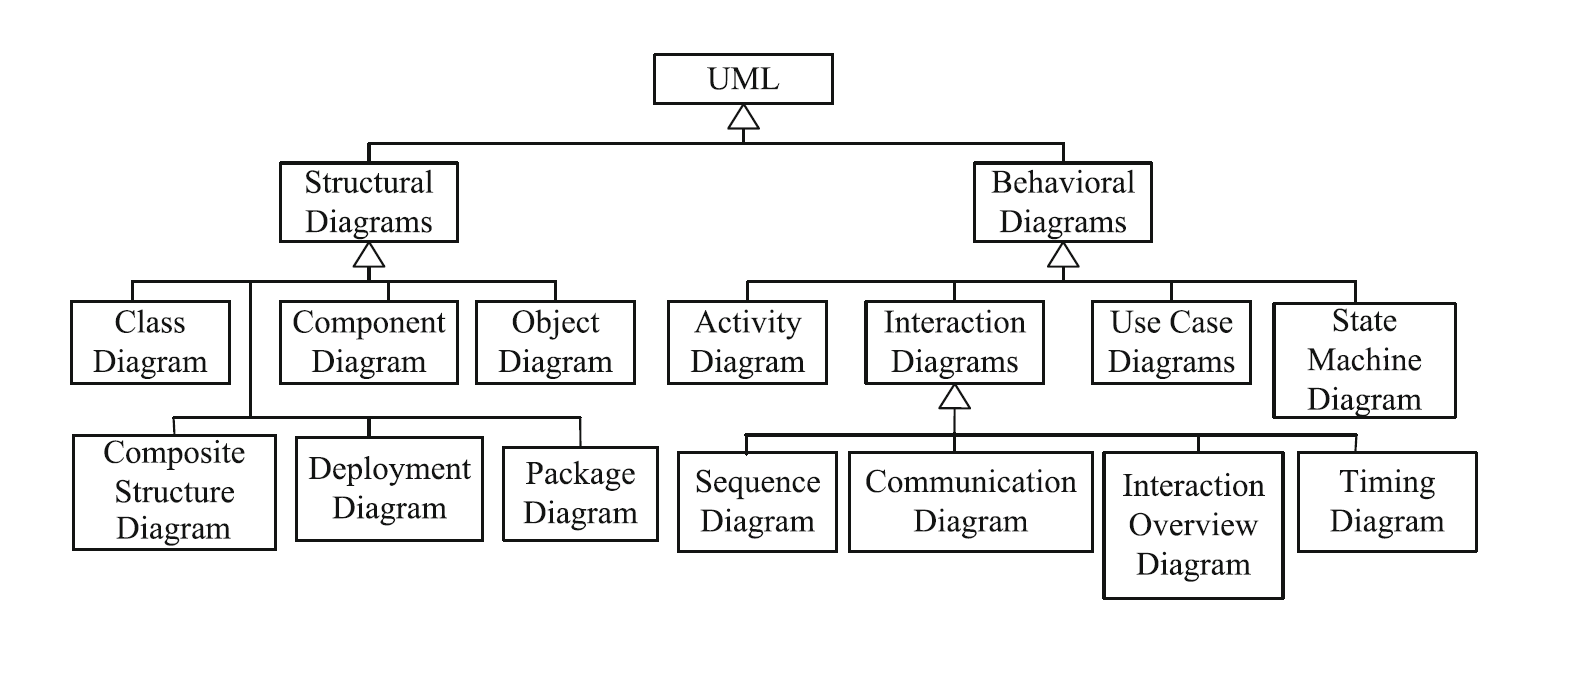 UML
Structural
Diagrams
Behavioral
Diagrams
Class
Diagram
Component
Diagram
Object
Diagram
Activity
Diagram
Interaction
Diagrams
Use Case
Diagrams
State
Machine
Diagram
Composite
Structure
Diagram
Deployment
Diagram
Package
Diagram
Sequence
Diagram
Communication
Diagram
Interaction
Overview
Diagram
Timing
Diagram